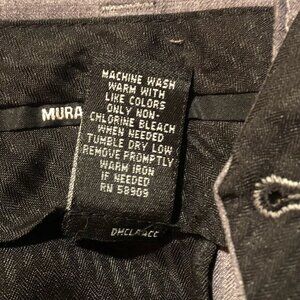 MACHINE WASH
WARM WITH
LIKE COLORS
ONLY NON-
CHLORINE BLEACH
WHEN NEEDED
TUMBLE DRY LOW
REMOVE PROMPTLY
WARM IRON
IF NEEDED
RN 58909
MURA